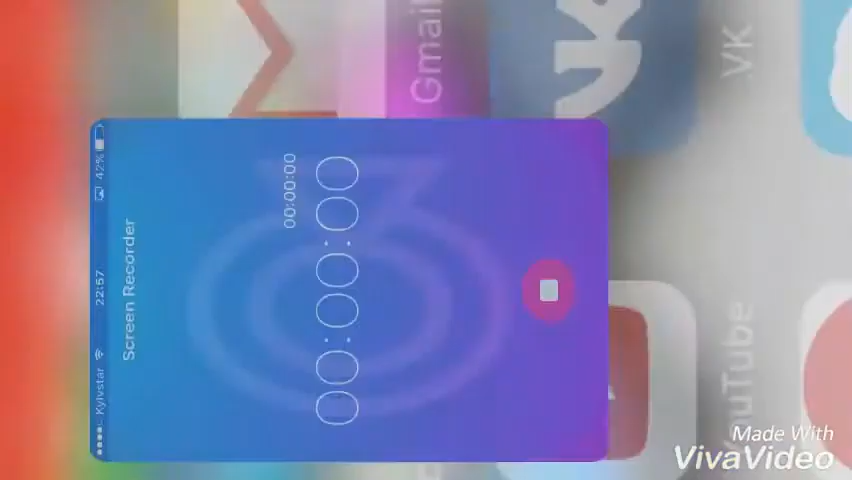 Kyivstar 22:57 42%
Screen Recorder
00:00:00
00:00:00
Gmail
VK
YouTube
Made With
VivaVideo